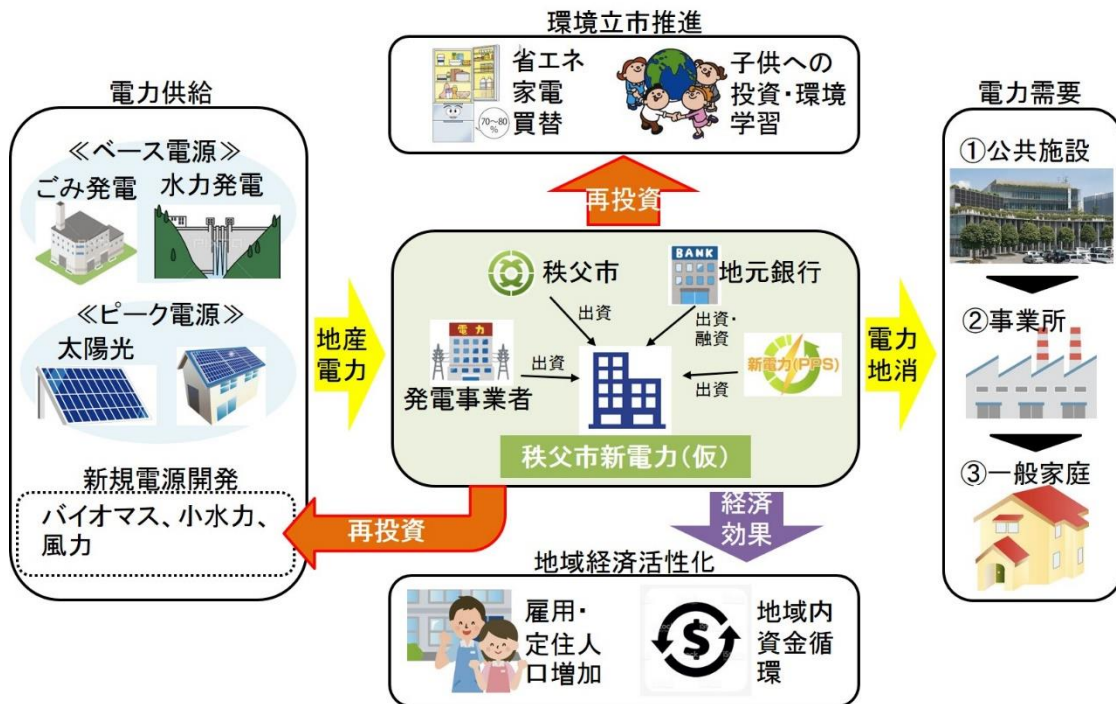 環境立市推進
省エネ
家電
買替
70～80
%
子供への
投資・環境
学習
電力供給
≪ベース電源≫
ごみ発電
水力発電
≪ピーク電源≫
太陽光
新規電源開発
バイオマス、小水力、
風力
地産
電力
再投資
秩父市
出資
BANK
地元銀行
出資・
融資
電力
発電事業者
出資
新電力(PPS)
出資
秩父市新電力(仮)
再投資
経済
効果
地域経済活性化
雇用・
定住人
口増加
$
地域内
資金循
環
電力
地消
電力需要
①公共施設
②事業所
③一般家庭